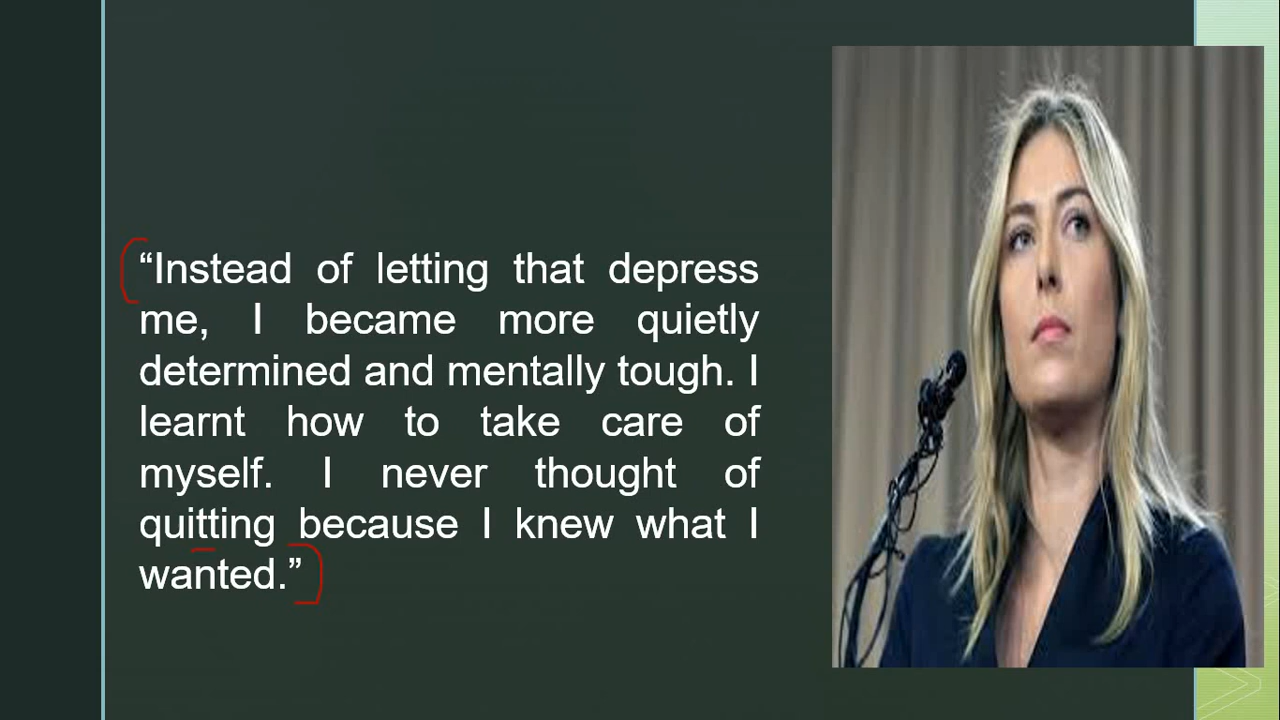 “Instead of letting that depress
me, I became more quietly
determined and mentally tough. I
learnt how to take care of
myself. I never thought of
quitting because I knew what I
wanted.”